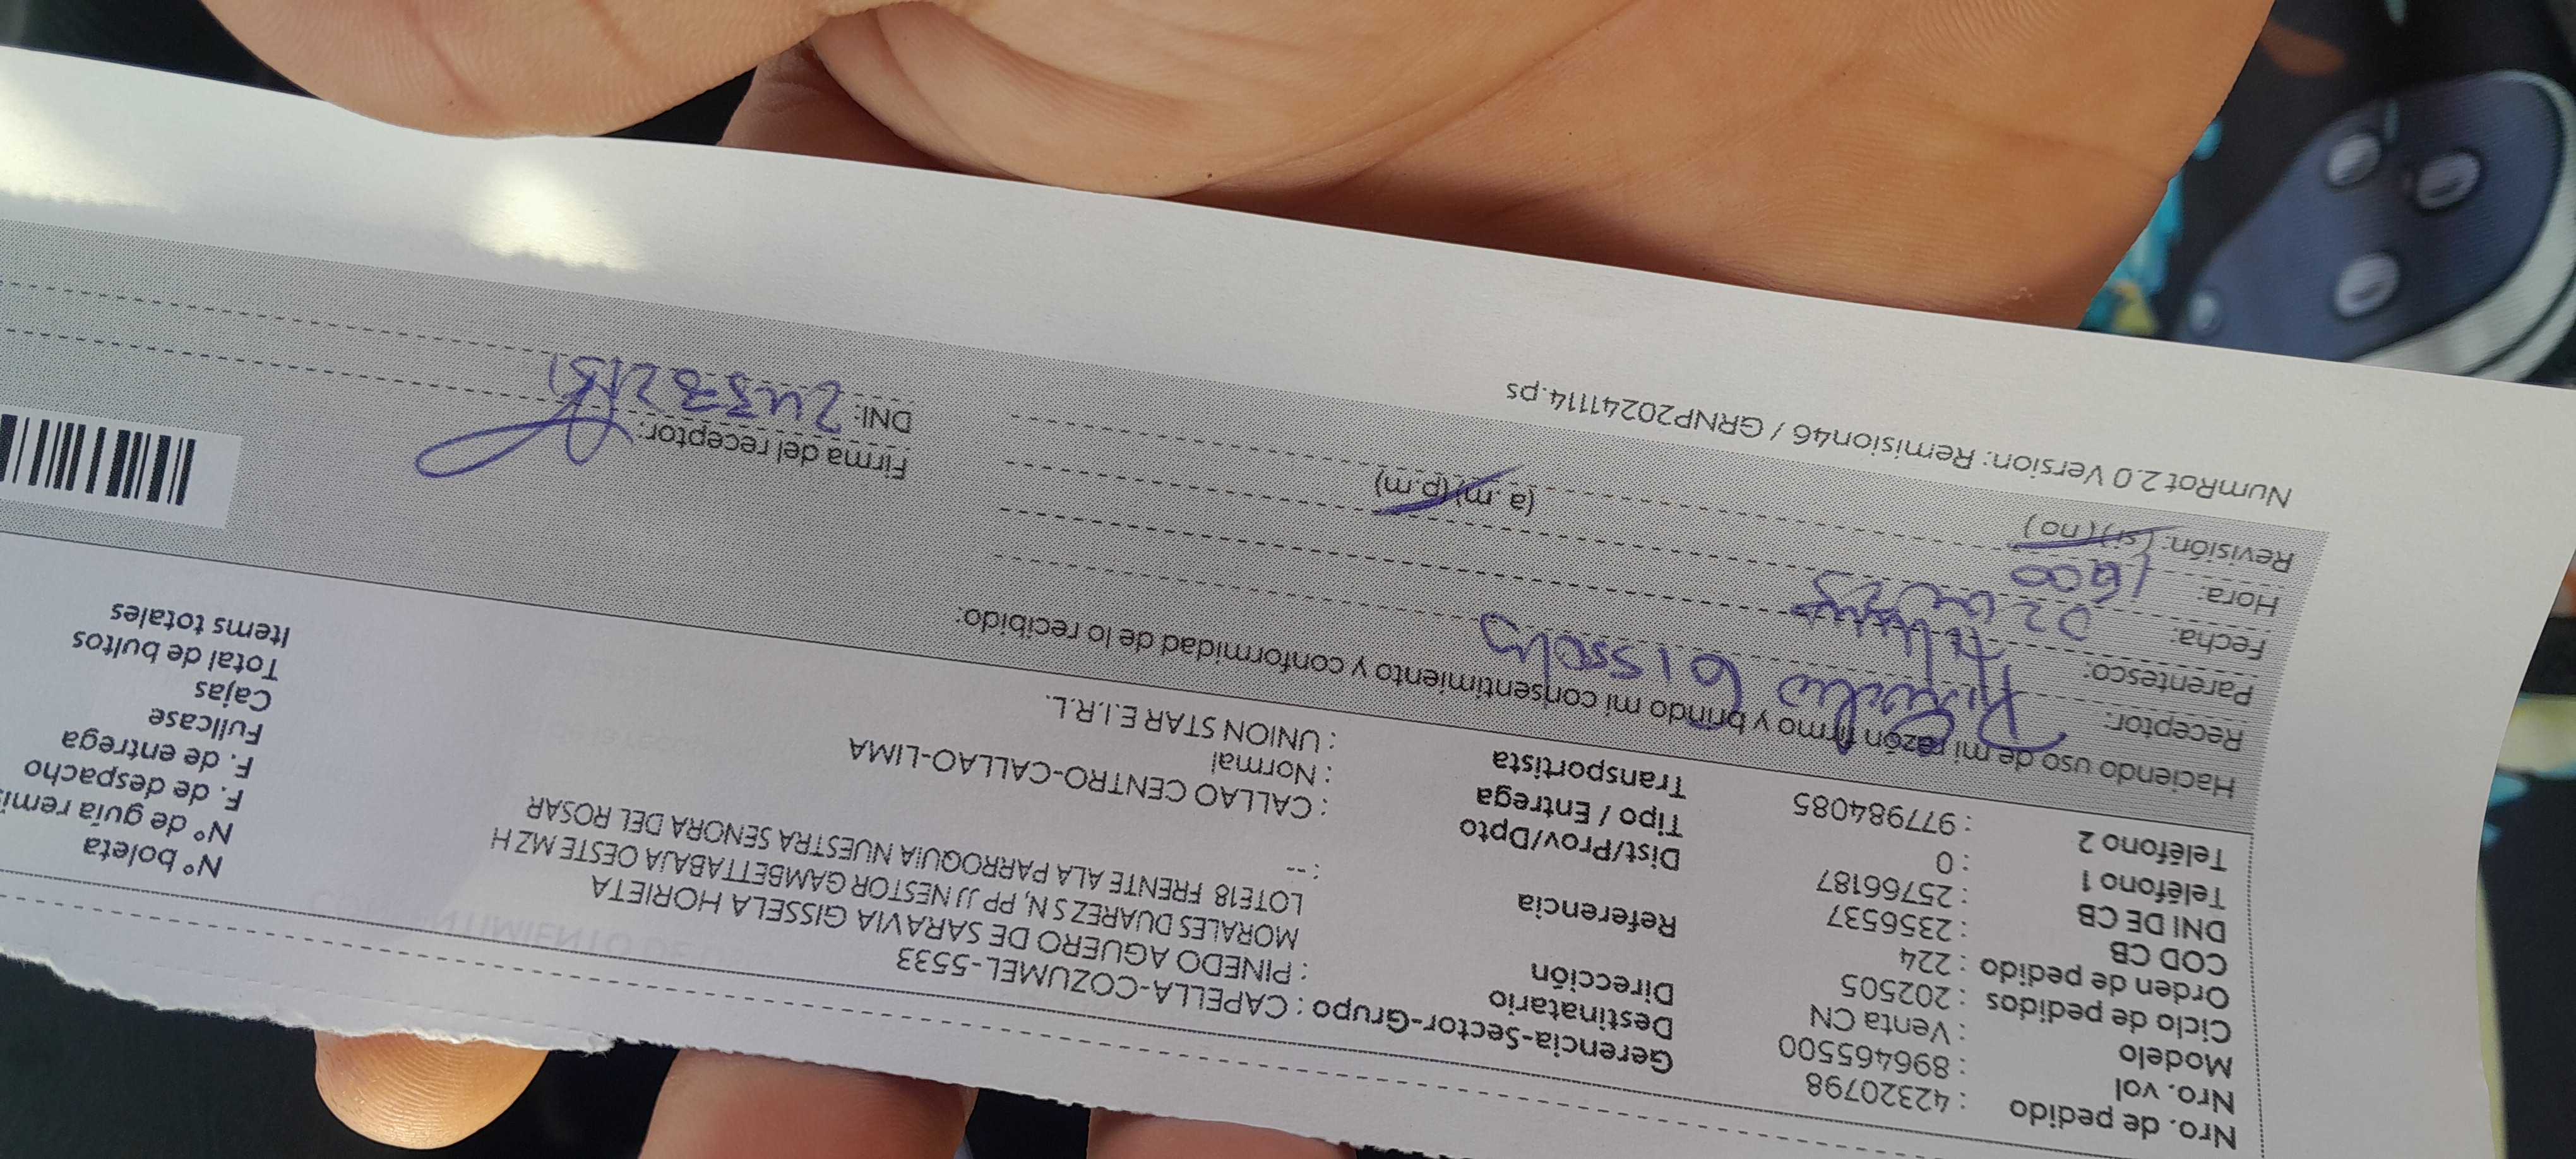 Nro. de pedido : 42320798
Nro. vol : 896465500
Modelo : Venta CN
Ciclo de pedidos : 202505
Orden de pedido : 224
COD CB : 2356537
DNI DE CB : 25766187
Teléfono 1 : 0
Teléfono 2 : 977984085
Gerencia-Sector-Grupo : CAPELLA-COZUMEL-5533
Destinatario : PINEDO AGUERO DE SARAVIA GISSELA HORIETA
Dirección MORALES DUAREZ S N, PP JJ NESTOR GAMBETTABAJA OESTE MZ H
LOTE18 FRENTE ALA PARROQUIA NUESTRA SENORA DEL ROSAR
Referencia : --
Dist/Prov/Dpto : CALLAO CENTRO-CALLAO-LIMA
Tipo / Entrega : Normal
Transportista : UNION STAR E.I.R.L.
Nº boleta
Nº de guía remi
F. de despacho
F. de entrega
Fullcase
Cajas
Total de bultos
Items totales
Haciendo uso de mi razón firmo y brindo mi consentimiento y conformidad de lo recibido:
Receptor:
Parentesco:
Fecha: 02
Hora: (a.m)(p.m)
Revisión: (si)(no)
Firma del receptor:
DNI:
NumRot 2.0 Version: Remision46 / GRNP20241114.ps